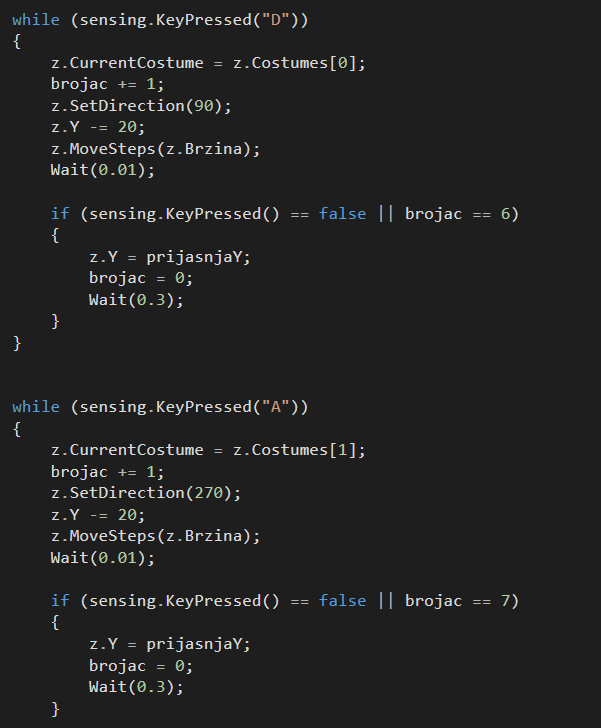 while (sensing.KeyPressed("D"))
{
    z.CurrentCostume = z.Costumes[0];
    brojac += 1;
    z.SetDirection(90);
    z.Y -= 20;
    z.MoveSteps(z.Brzina);
    Wait(0.01);

    if (sensing.KeyPressed() == false || brojac == 6)
    {
        z.Y = prijasnjaY;
        brojac = 0;
        Wait(0.3);
    }
}

while (sensing.KeyPressed("A"))
{
    z.CurrentCostume = z.Costumes[1];
    brojac += 1;
    z.SetDirection(270);
    z.Y -= 20;
    z.MoveSteps(z.Brzina);
    Wait(0.01);

    if (sensing.KeyPressed() == false || brojac == 7)
    {
        z.Y = prijasnjaY;
        brojac = 0;
        Wait(0.3);
    }